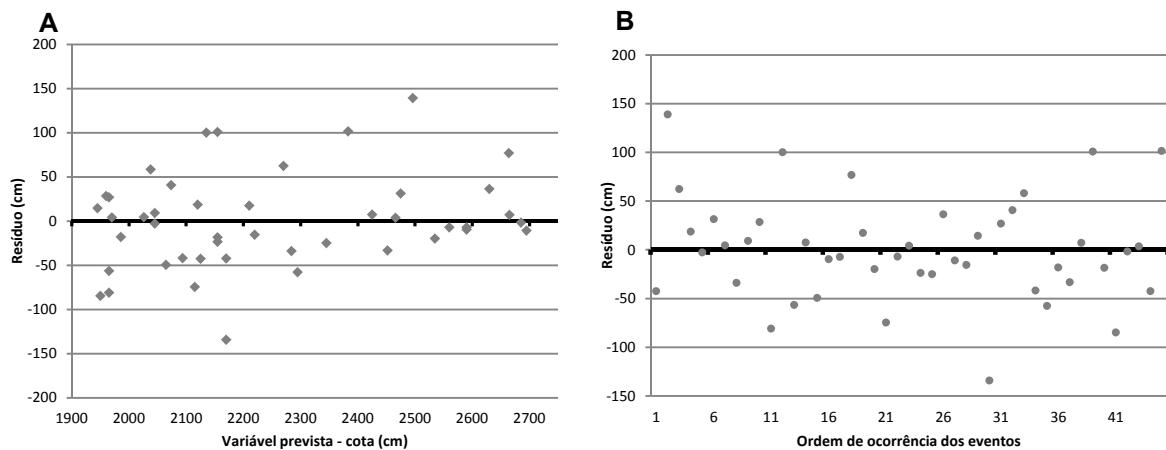 A
200
150
100
50
0
-50
-100
-150
-200
Resíduo (cm)
1900 2000 2100 2200 2300 2400 2500 2600 2700
Variável prevista - cota (cm)
B
200
150
100
50
0
-50
-100
-150
Resíduo (cm)
1 6 11 16 21 26 31 36 41
Ordem de ocorrência dos eventos